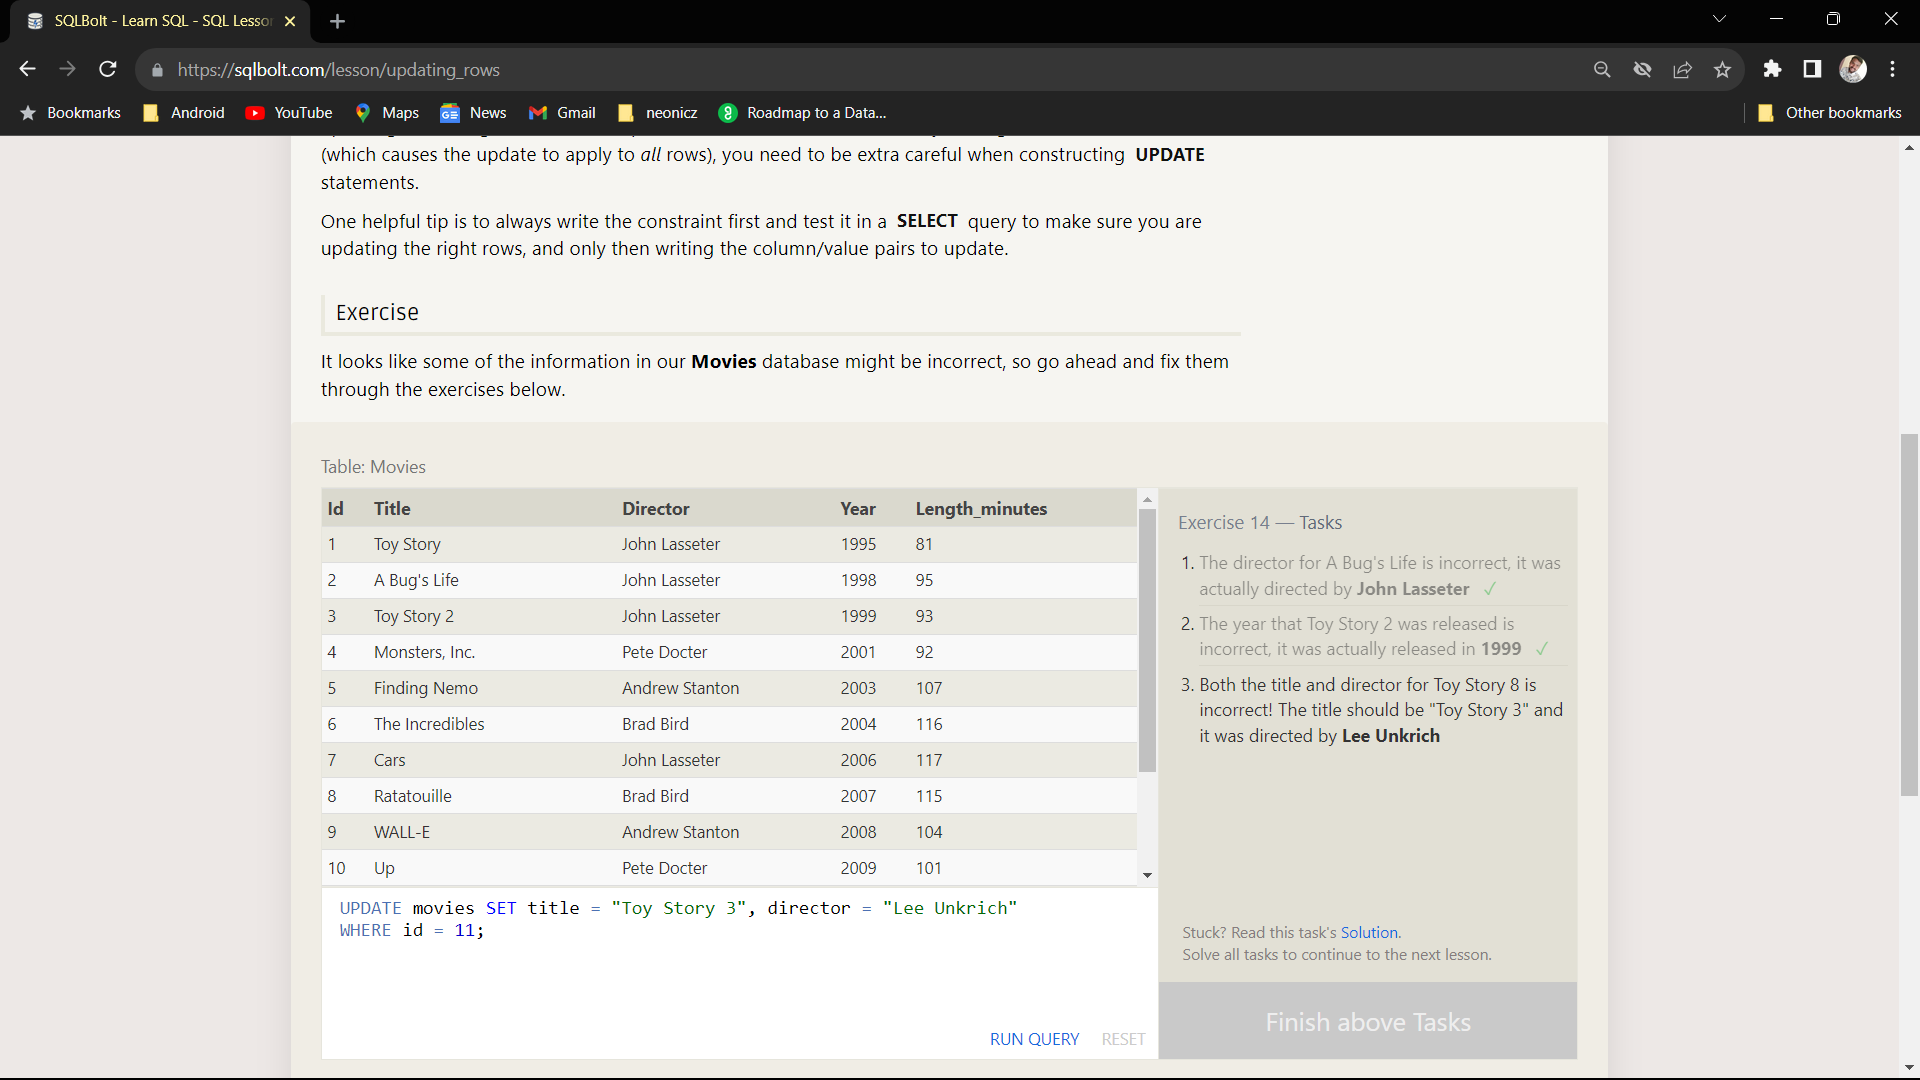 SQLBolt - Learn SQL - SQL Lesso
https://sqlbolt.com/lesson/updating_rows
Bookmarks Android YouTube Maps News Gmail neonicz Roadmap to a Data... Other bookmarks
(which causes the update to apply to all rows), you need to be extra careful when constructing UPDATE
statements.
One helpful tip is to always write the constraint first and test it in a SELECT query to make sure you are
updating the right rows, and only then writing the column/value pairs to update.
Exercise
It looks like some of the information in our Movies database might be incorrect, so go ahead and fix them
through the exercises below.
Table: Movies
Id Title Director Year Length_minutes
1 Toy Story John Lasseter 1995 81
2 A Bug's Life John Lasseter 1998 95
3 Toy Story 2 John Lasseter 1999 93
4 Monsters, Inc. Pete Docter 2001 92
5 Finding Nemo Andrew Stanton 2003 107
6 The Incredibles Brad Bird 2004 116
7 Cars John Lasseter 2006 117
8 Ratatouille Brad Bird 2007 115
9 WALL-E Andrew Stanton 2008 104
10 Up Pete Docter 2009 101
UPDATE movies SET title = "Toy Story 3", director = "Lee Unkrich"
WHERE id = 11;
RUN QUERY RESET
Exercise 14 — Tasks
1. The director for A Bug's Life is incorrect, it was
actually directed by John Lasseter ✓
2. The year that Toy Story 2 was released is
incorrect, it was actually released in 1999 ✓
3. Both the title and director for Toy Story 8 is
incorrect! The title should be "Toy Story 3" and
it was directed by Lee Unkrich
Stuck? Read this task's Solution.
Solve all tasks to continue to the next lesson.
Finish above Tasks